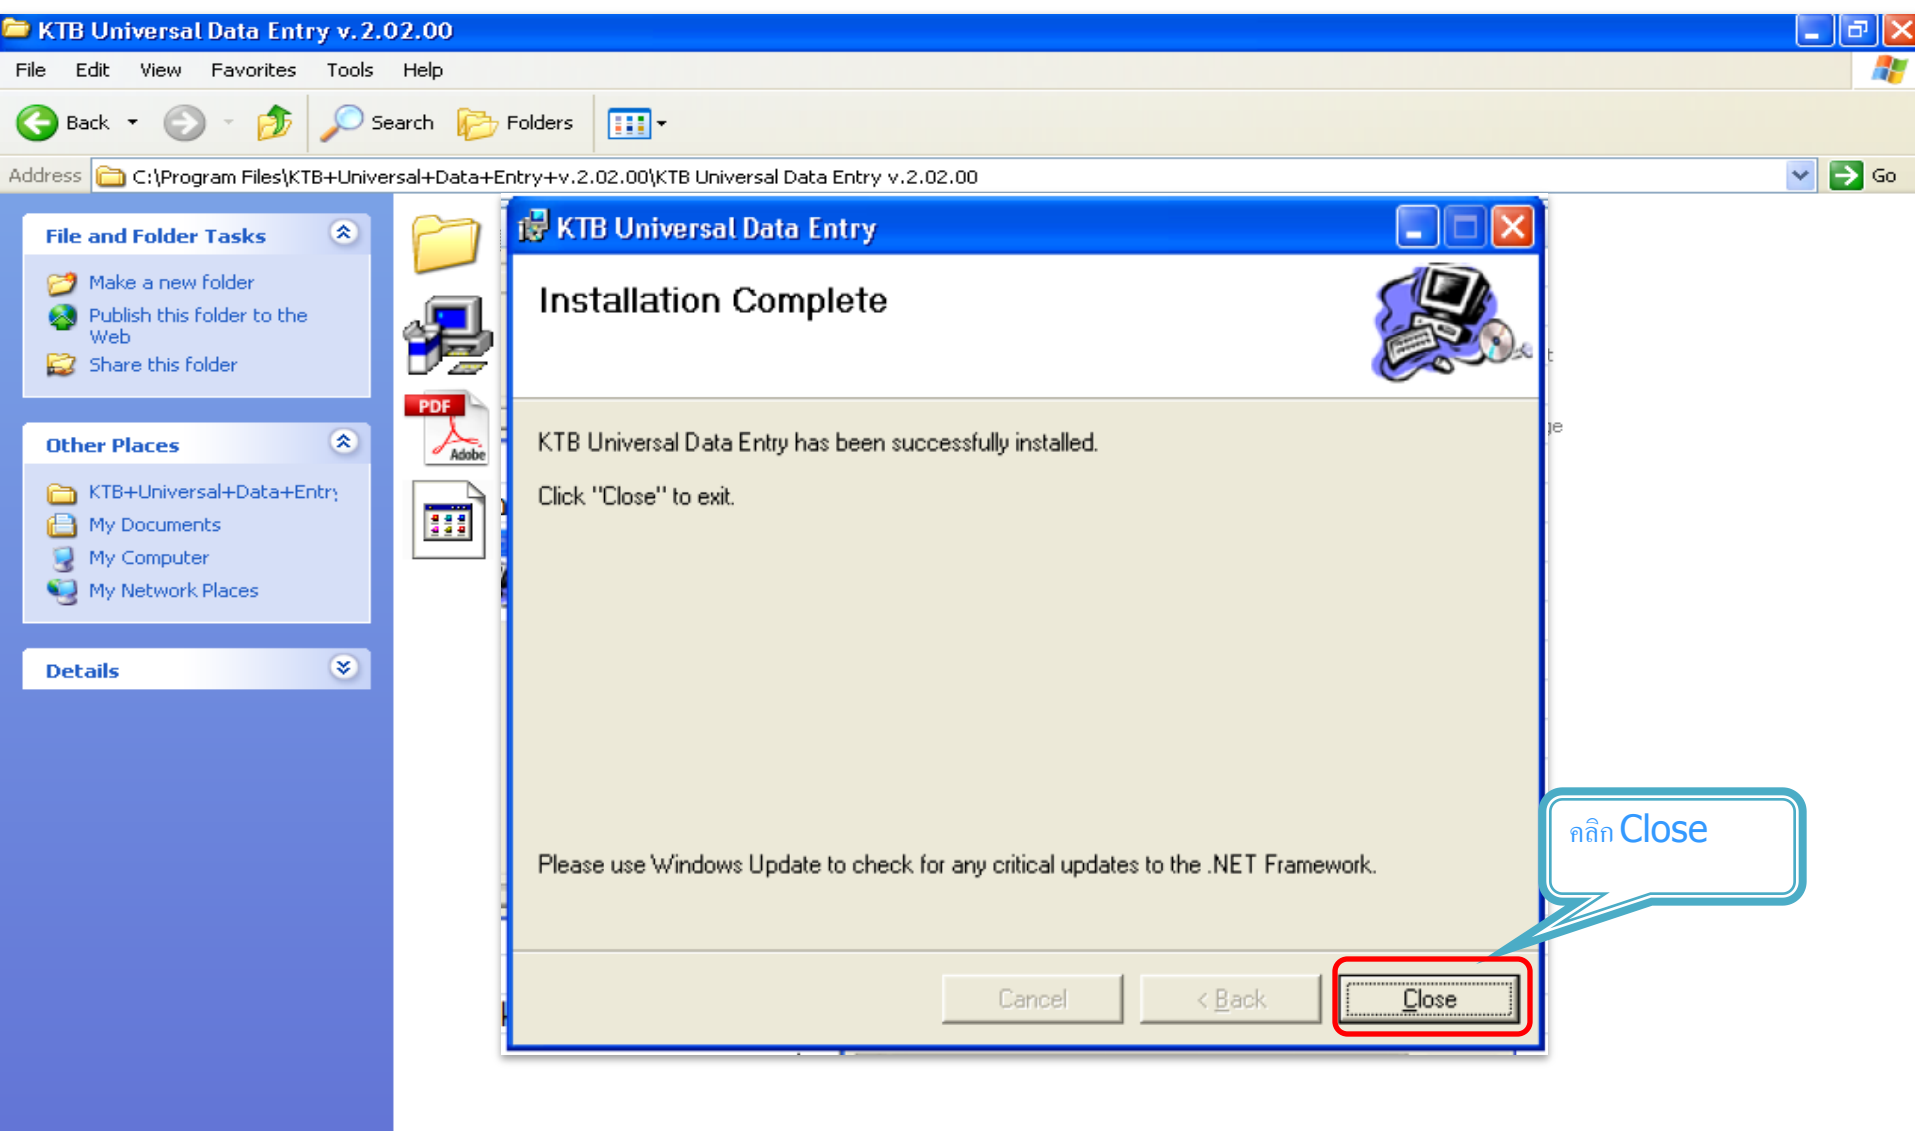 KTB Universal Data Entry v.2.02.00
File Edit View Favorites Tools Help
Back Search Folders
Address C:\Program Files\KTB+Universal+Data+Entry+v.2.02.00\KTB Universal Data Entry v.2.02.00 Go
File and Folder Tasks
Make a new folder
Publish this folder to the
Web
Share this folder
Other Places
KTB+Universal+Data+Entry
My Documents
My Computer
My Network Places
Details
PDF
Adobe
KTB Universal Data Entry
Installation Complete
KTB Universal Data Entry has been successfully installed.
Click "Close" to exit.
Please use Windows Update to check for any critical updates to the .NET Framework.
Cancel < Back Close
คลิก Close